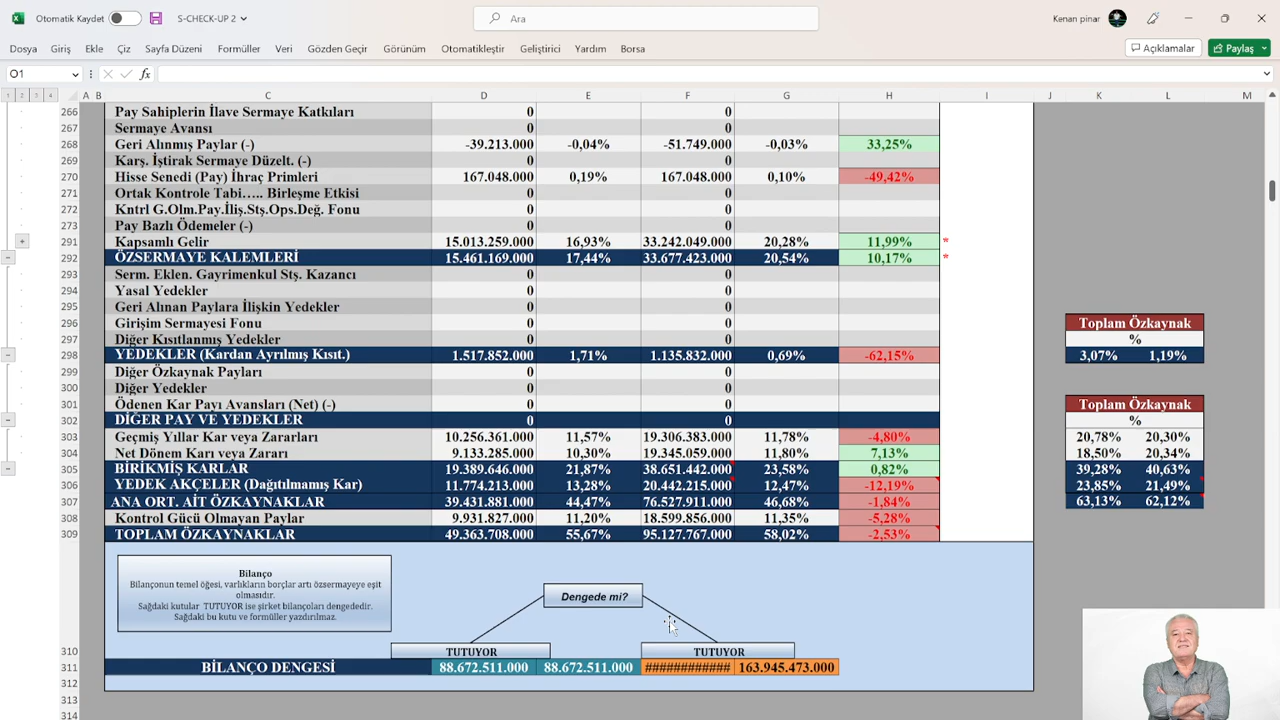 Otomatik Kaydet S-CHECK-UP 2 Ara Kenan pinar
Dosya Giriş Ekle Çiz Sayfa Düzeni Formüller Veri Gözden Geçir Görünüm Otomatikleştir Geliştirici Yardım Borsa Açıklamalar Paylaş
O1 fx
1 2 3 4 A B C D E F G H I J K L M
266 Pay Sahiplerin İlave Sermaye Katkıları 0 0
267 Sermaye Avansı 0 0
268 Geri Alınmış Paylar (-) -39.213.000 -0,04% -51.749.000 -0,03% 33,25%
269 Karş. İştirak Sermaye Düzelt. (-) 0 0
270 Hisse Senedi (Pay) İhraç Primleri 167.048.000 0,19% 167.048.000 0,10% -49,42%
271 Ortak Kontrole Tabi….. Birleşme Etkisi 0 0
272 Kntrl G.Olm.Pay.İliş.Stş.Ops.Değ. Fonu 0 0
273 Pay Bazlı Ödemeler (-) 0 0
291 Kapsamlı Gelir 15.013.259.000 16,93% 33.242.049.000 20,28% 11,99% *
292 ÖZSERMAYE KALEMLERİ 15.461.169.000 17,44% 33.677.423.000 20,54% 10,17% *
293 Serm. Eklen. Gayrimenkul Stş. Kazancı 0 0
294 Yasal Yedekler 0 0
295 Geri Alınan Paylara İlişkin Yedekler 0 0
296 Girişim Sermayesi Fonu 0 0 Toplam Özkaynak
297 Diğer Kısıtlanmış Yedekler 0 0 %
298 YEDEKLER (Kardan Ayrılmış Kısıt.) 1.517.852.000 1,71% 1.135.832.000 0,69% -62,15% 3,07% 1,19%
299 Diğer Özkaynak Payları 0 0
300 Diğer Yedekler 0 0
301 Ödenen Kar Payı Avansları (Net) (-) 0 0 Toplam Özkaynak
302 DİĞER PAY VE YEDEKLER 0 0 %
303 Geçmiş Yıllar Kar veya Zararları 10.256.361.000 11,57% 19.306.383.000 11,78% -4,80% 20,78% 20,30%
304 Net Dönem Karı veya Zararı 9.133.285.000 10,30% 19.345.059.000 11,80% 7,13% 18,50% 20,34%
305 BİRİKMİŞ KARLAR 19.389.646.000 21,87% 38.651.442.000 23,58% 0,82% 39,28% 40,63%
306 YEDEK AKÇELER (Dağıtılmamış Kar) 11.774.213.000 13,28% 20.442.215.000 12,47% -12,19% 23,85% 21,49%
307 ANA ORT. AİT ÖZKAYNAKLAR 39.431.881.000 44,47% 76.527.911.000 46,68% -1,84% 63,13% 62,12%
308 Kontrol Gücü Olmayan Paylar 9.931.827.000 11,20% 18.599.856.000 11,35% -5,28%
309 TOPLAM ÖZKAYNAKLAR 49.363.708.000 55,67% 95.127.767.000 58,02% -2,53%
Bilanço
Bilançonun temel öğesi, varlıkların borçlar artı özsermayeye eşit
olmasıdır.
Sağdaki kutular TUTUYOR ise şirket bilançoları dengededir.
Sağdaki bu kutu ve formüller yazdırılmaz.
Dengede mi?
310 TUTUYOR TUTUYOR
311 BİLANÇO DENGESİ 88.672.511.000 88.672.511.000 ############ 163.945.473.000
312
313
314